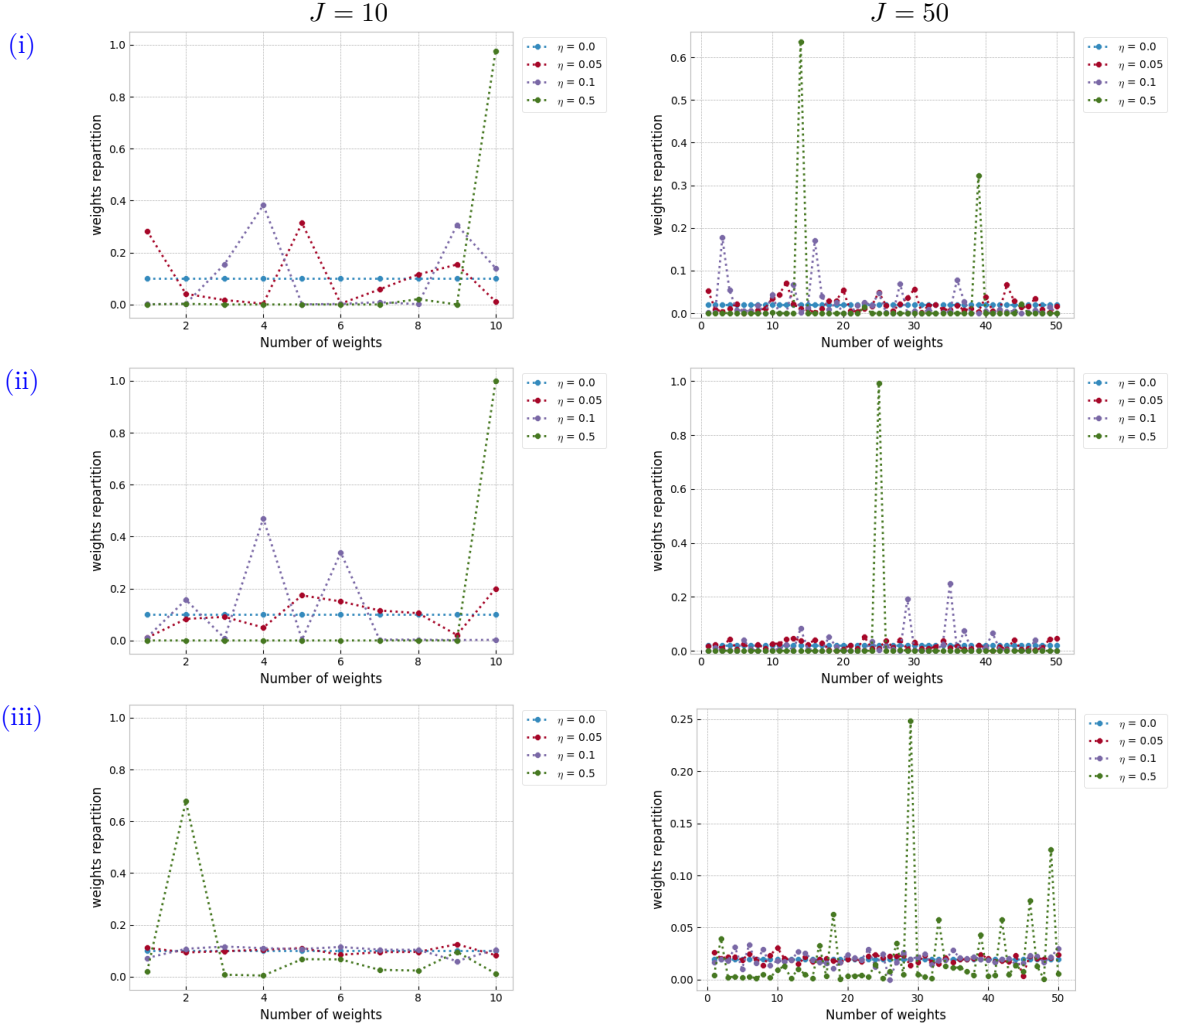 J = 10
J = 50
(i)
1.0
0.8
0.6
0.4
0.2
0.0
weights repartition
2 4 6 8 10
Number of weights
η = 0.0
η = 0.05
η = 0.1
η = 0.5
0.6
0.5
0.4
0.3
0.2
0.1
0.0
weights repartition
0 10 20 30 40 50
Number of weights
η = 0.0
η = 0.05
η = 0.1
η = 0.5
(ii)
1.0
0.8
0.6
0.4
0.2
0.0
weights repartition
2 4 6 8 10
Number of weights
η = 0.0
η = 0.05
η = 0.1
η = 0.5
1.0
0.8
0.6
0.4
0.2
0.0
weights repartition
0 10 20 30 40 50
Number of weights
η = 0.0
η = 0.05
η = 0.1
η = 0.5
(iii)
1.0
0.8
0.6
0.4
0.2
0.0
weights repartition
2 4 6 8 10
Number of weights
η = 0.0
η = 0.05
η = 0.1
η = 0.5
0.25
0.20
0.15
0.10
0.05
0.00
weights repartition
0 10 20 30 40 50
Number of weights
η = 0.0
η = 0.05
η = 0.1
η = 0.5